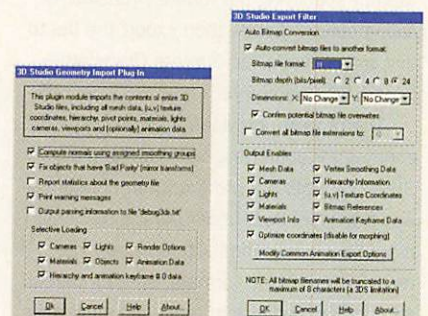 3D Studio Geometry Import Plug-In
This plugin module imports the contents of entire 3D
Studio files, including all mesh data, (u,v) texture
coordinates, hierarchy, pivot points, materials, lights
cameras, viewports and (optionally) animation data.
Compute normals using assigned smoothing groups
Fix objects that have 'Bad Parity' (mirror transforms)
Report statistics about the geometry file
Print warning messages
Output parsing information to file 'debug3ds.txt'
Selective Loading
Cameras Lights Render Options
Materials Objects Animation Data
Hierarchy and animation keyframe # 0 data
Ok Cancel Help About...
3D Studio Export Filter
Auto Bitmap Conversion
Auto-convert bitmap files to another format:
Bitmap file format:
Bitmap depth (bits/pixel): 2 4 8 24
Dimensions: X: No Change Y: No Change
Confirm potential bitmap file overwrites
Convert all bitmap file extensions to:
Output Enables
Mesh Data Vertex Smoothing Data
Cameras Hierarchy Information
Lights (u,v) Texture Coordinates
Materials Bitmap References
Viewport Info Animation Keyframe Data
Optimize coordinates (disable for morphing)
Modify Common Animation Export Options
NOTE: All bitmap filenames will be truncated to a
maximum of 8 characters (a 3DS limitation)
OK Cancel Help About...